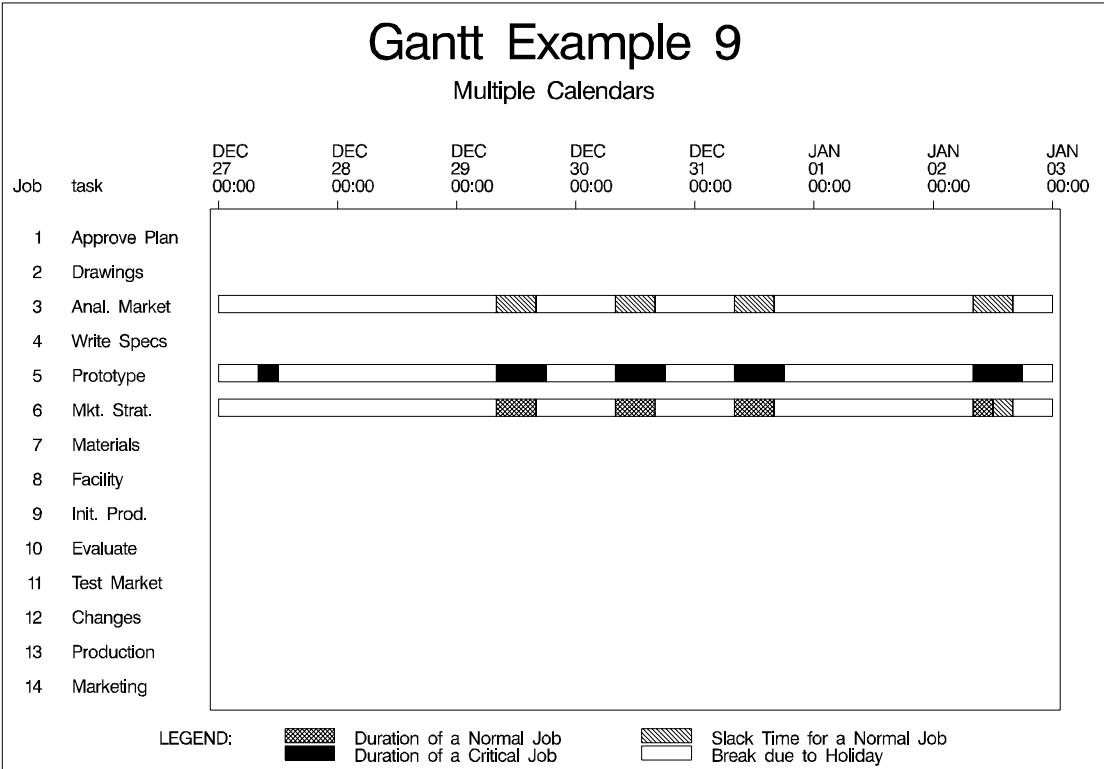 Gantt Example 9
Multiple Calendars
DEC DEC DEC DEC DEC JAN JAN JAN
27 28 29 30 31 01 02 03
Job task 00:00 00:00 00:00 00:00 00:00 00:00 00:00 00:00
1 Approve Plan
2 Drawings
3 Anal. Market
4 Write Specs
5 Prototype
6 Mkt. Strat.
7 Materials
8 Facility
9 Init. Prod.
10 Evaluate
11 Test Market
12 Changes
13 Production
14 Marketing
LEGEND: Duration of a Normal Job Slack Time for a Normal Job
Duration of a Critical Job Break due to Holiday